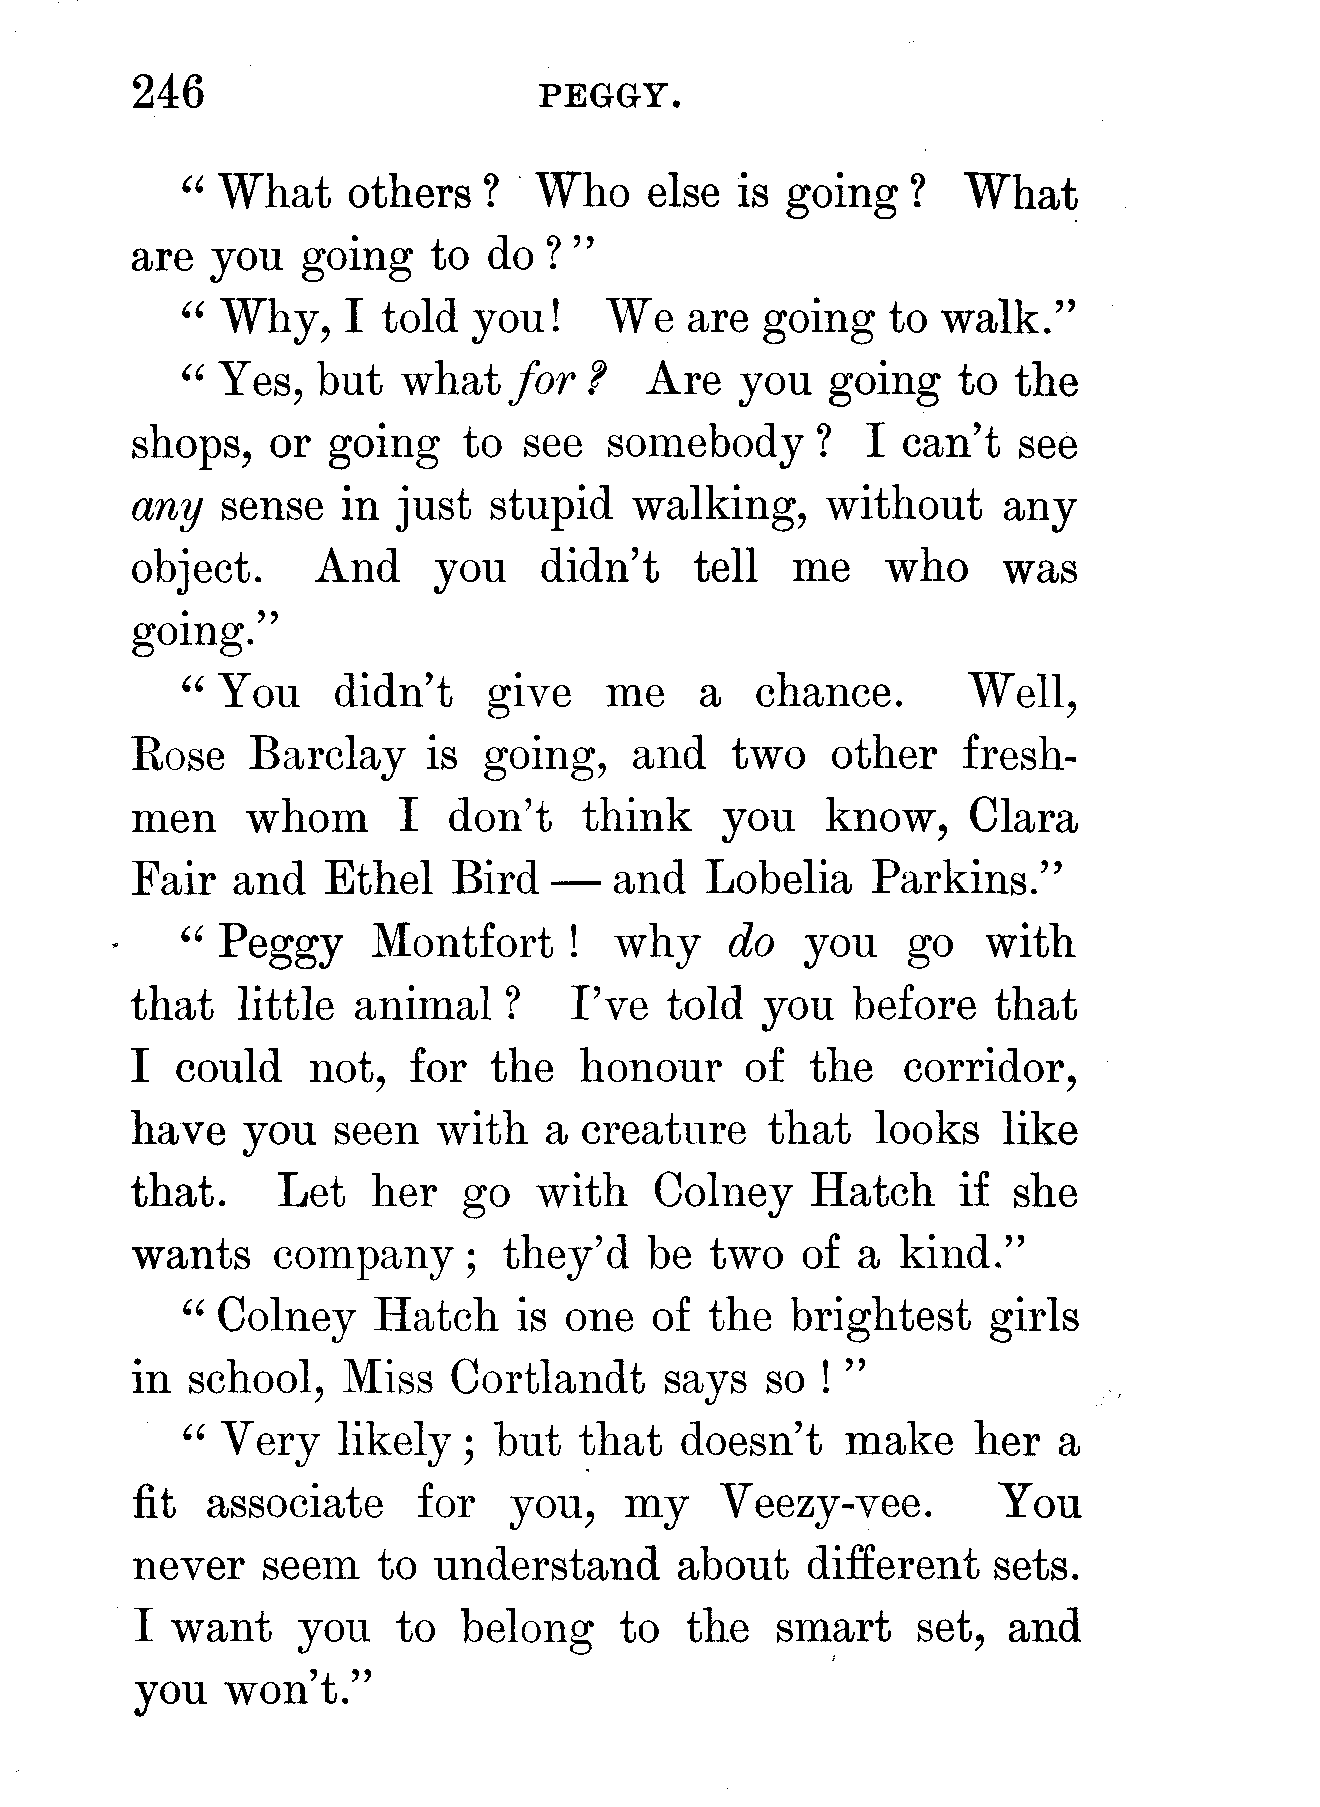 246 PEGGY.
“ What others ? Who else is going ? What
are you going to do ? ”
“ Why, I told you! We are going to walk.”
“ Yes, but what for ? Are you going to the
shops, or going to see somebody ? I can’t see
any sense in just stupid walking, without any
object. And you didn’t tell me who was
going.”
“ You didn’t give me a chance. Well,
Rose Barclay is going, and two other fresh-
men whom I don’t think you know, Clara
Fair and Ethel Bird — and Lobelia Parkins.”
“ Peggy Montfort ! why do you go with
that little animal ? I’ve told you before that
I could not, for the honour of the corridor,
have you seen with a creature that looks like
that. Let her go with Colney Hatch if she
wants company ; they’d be two of a kind.”
“ Colney Hatch is one of the brightest girls
in school, Miss Cortlandt says so ! ”
“ Very likely ; but that doesn’t make her a
fit associate for you, my Veezy-vee. You
never seem to understand about different sets.
I want you to belong to the smart set, and
you won’t.”